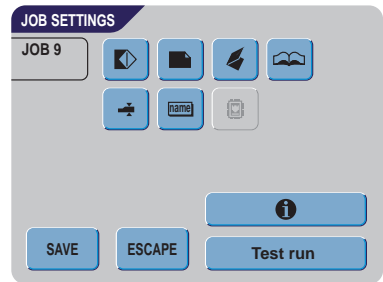 JOB SETTINGS
JOB 9
name
SAVE
ESCAPE
Test run